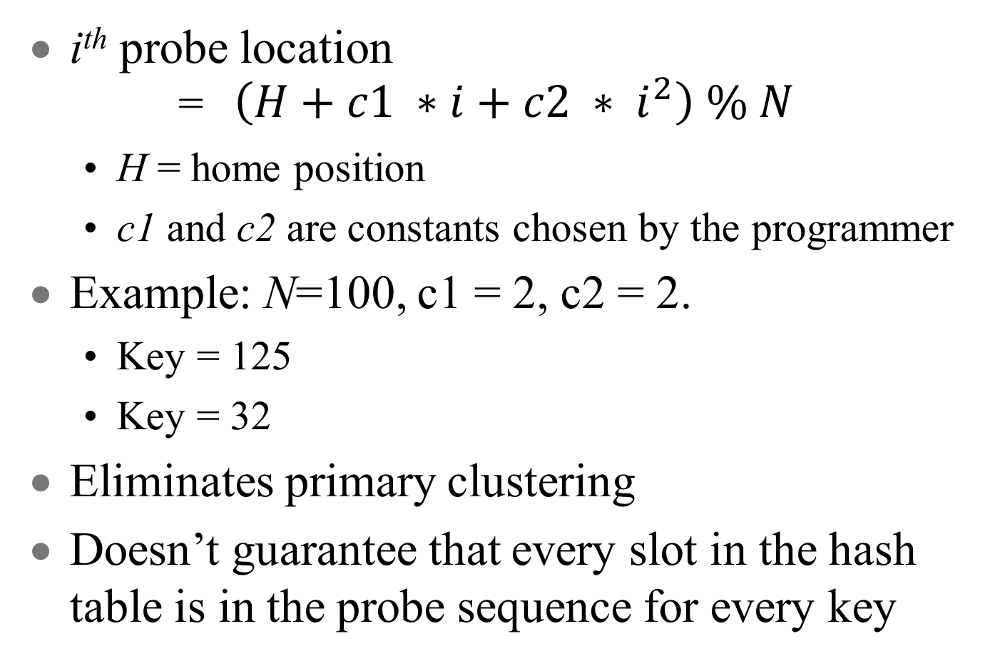 • iᵗʰ probe location
= (H + c1 * i + c2 * i²) % N
• H = home position
• c1 and c2 are constants chosen by the programmer
• Example: N=100, c1 = 2, c2 = 2.
• Key = 125
• Key = 32
• Eliminates primary clustering
• Doesn’t guarantee that every slot in the hash
table is in the probe sequence for every key